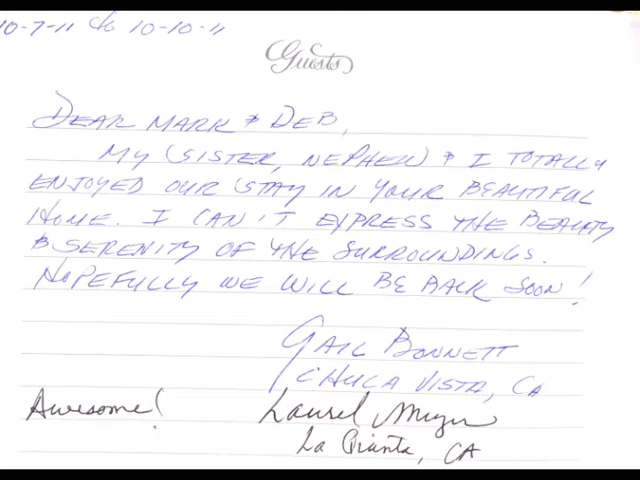 10-7-11 & 10-10-11
Guests
DEAR MARK & DEB,
MY (SISTER, NEPHEW) & I TOTALLY
ENJOYED OUR STAY IN YOUR BEAUTIFUL
HOME. I CAN'T EXPRESS THE BEAUTY
& SERENITY OF THE SURROUNDINGS.
HOPEFULLY WE WILL BE BACK SOON!
GAIL BONNETT
CHULA VISTA, CA
Awesome! Laurel
La Quinta, CA